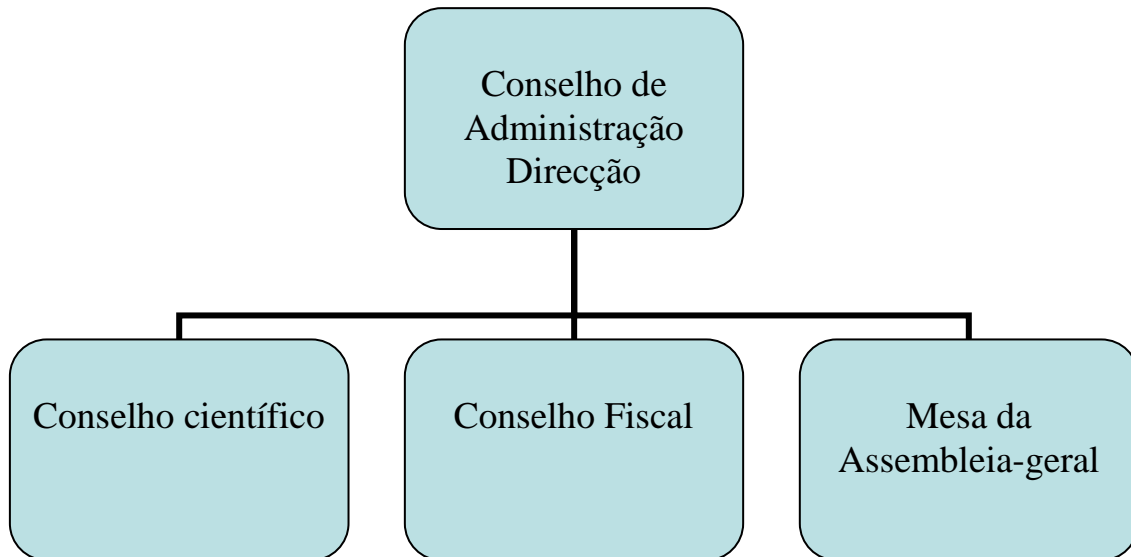 Conselho de
Administração
Direcção
Conselho científico
Conselho Fiscal
Mesa da
Assembleia-geral